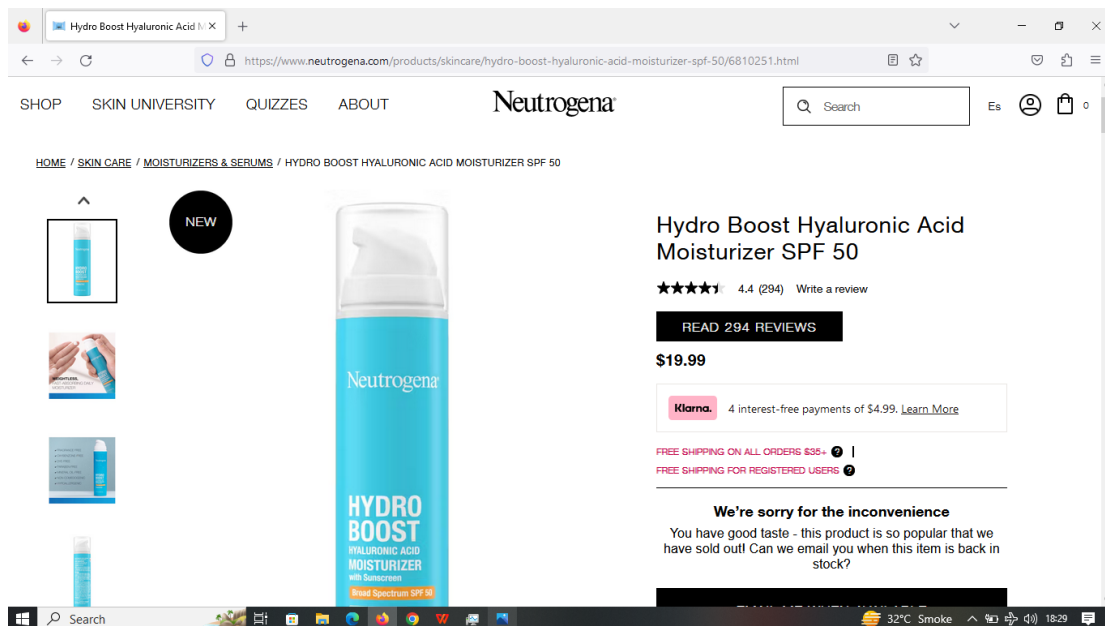 Hydro Boost Hyaluronic Acid M
https://www.neutrogena.com/products/skincare/hydro-boost-hyaluronic-acid-moisturizer-spf-50/6810251.html
SHOP SKIN UNIVERSITY QUIZZES ABOUT Neutrogena® Search Es 0
HOME / SKIN CARE / MOISTURIZERS & SERUMS / HYDRO BOOST HYALURONIC ACID MOISTURIZER SPF 50
NEW
Neutrogena®
HYDRO
BOOST
HYALURONIC ACID
MOISTURIZER
with Sunscreen
Broad Spectrum SPF 50
Hydro Boost Hyaluronic Acid
Moisturizer SPF 50
4.4 (294) Write a review
READ 294 REVIEWS
$19.99
Klarna. 4 interest-free payments of $4.99. Learn More
FREE SHIPPING ON ALL ORDERS $35+ ? |
FREE SHIPPING FOR REGISTERED USERS ?
We're sorry for the inconvenience
You have good taste - this product is so popular that we
have sold out! Can we email you when this item is back in
stock?
Search 32°C Smoke 18:29